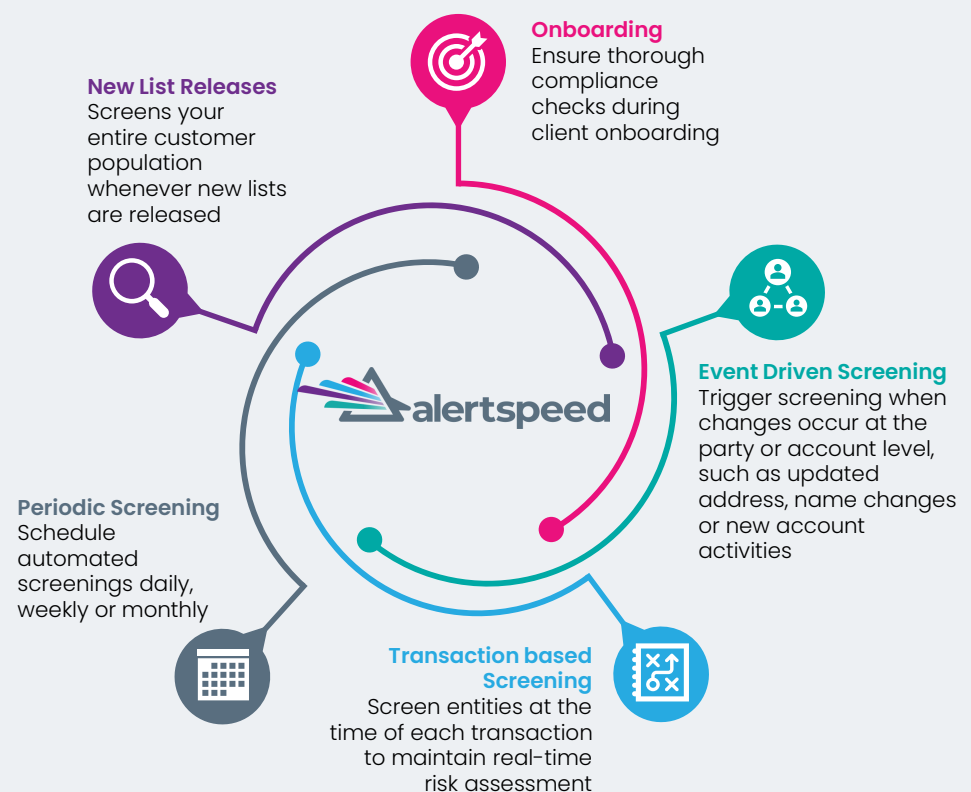 Onboarding
Ensure thorough
compliance
checks during
client onboarding
New List Releases
Screens your
entire customer
population
whenever new lists
are released
alertspeed
Event Driven Screening
Trigger screening when
changes occur at the
party or account level,
such as updated
address, name changes
or new account
activities
Periodic Screening
Schedule
automated
screenings daily,
weekly or monthly
Transaction based
Screening
Screen entities at the
time of each transaction
to maintain real-time
risk assessment